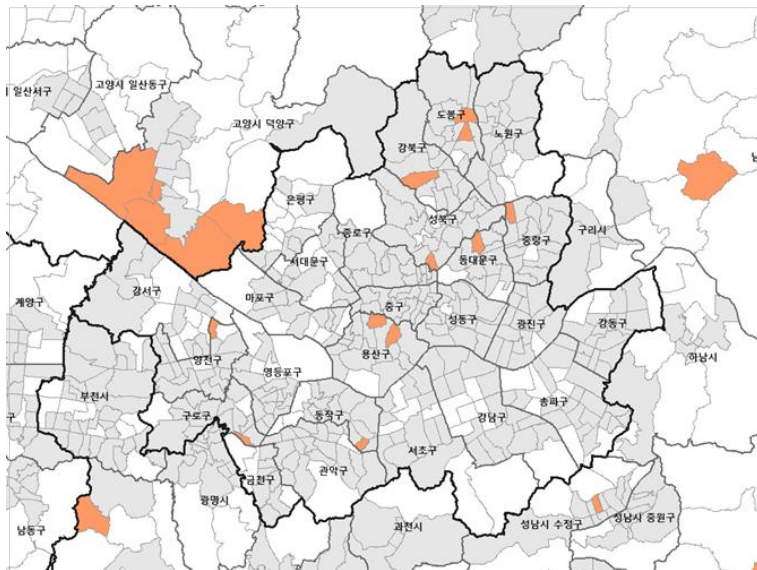 고양시 일산동구
시 일산서구
고양시 덕양구
도봉구
노원구
강북구
은평구
성북구
종로구
중랑구
구리시
서대문구
동대문구
강서구
마포구
계양구
중구
성동구
광진구
강동구
양천구
용산구
하남시
영등포구
부천시
송파구
구로구
동작구
강남구
서초구
관악구
금천구
광명시
남동구
과천시
성남시 수정구
성남시 중원구